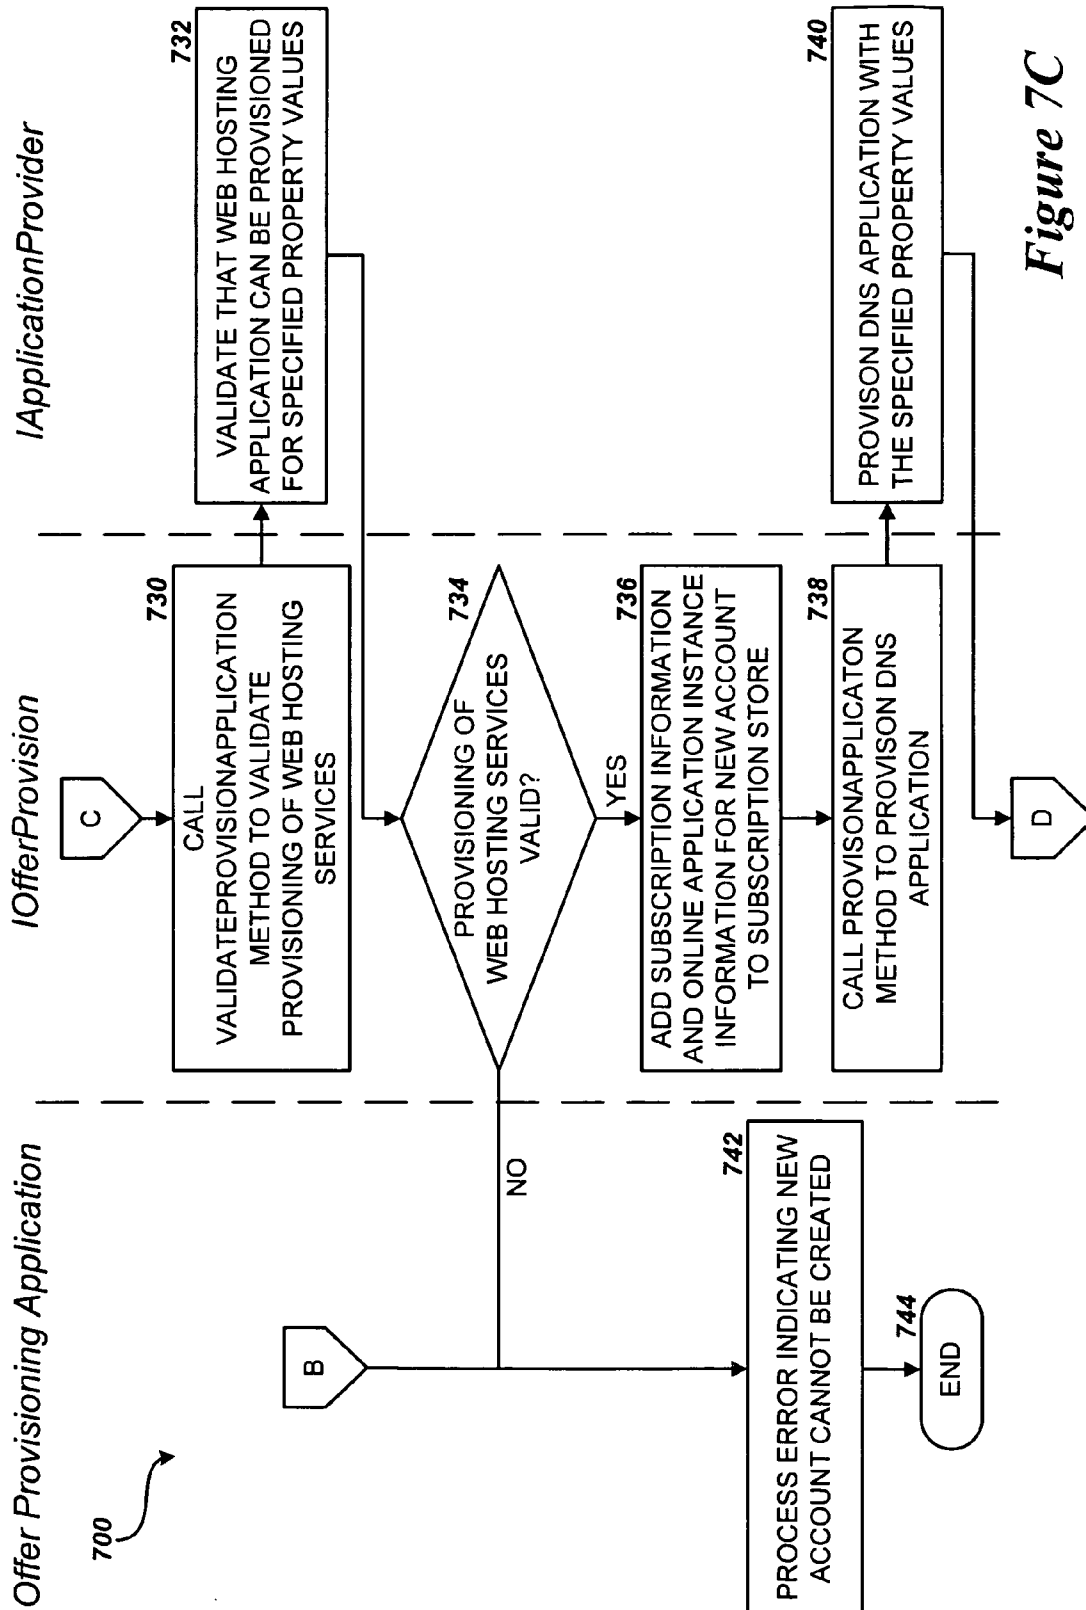 Offer Provisioning Application
IOfferProvision
IApplicationProvider
700
C
730
CALL
VALIDATEPROVISIONAPPLICATION
METHOD TO VALIDATE
PROVISIONING OF WEB HOSTING
SERVICES
732
VALIDATE THAT WEB HOSTING
APPLICATION CAN BE PROVISIONED
FOR SPECIFIED PROPERTY VALUES
B
734
PROVISIONING OF
WEB HOSTING SERVICES
VALID?
NO
YES
736
ADD SUBSCRIPTION INFORMATION
AND ONLINE APPLICATION INSTANCE
INFORMATION FOR NEW ACCOUNT
TO SUBSCRIPTION STORE
742
PROCESS ERROR INDICATING NEW
ACCOUNT CANNOT BE CREATED
738
CALL PROVISONAPPLICATON
METHOD TO PROVISON DNS
APPLICATION
740
PROVISON DNS APPLICATION WITH
THE SPECIFIED PROPERTY VALUES
744
END
D
Figure 7C